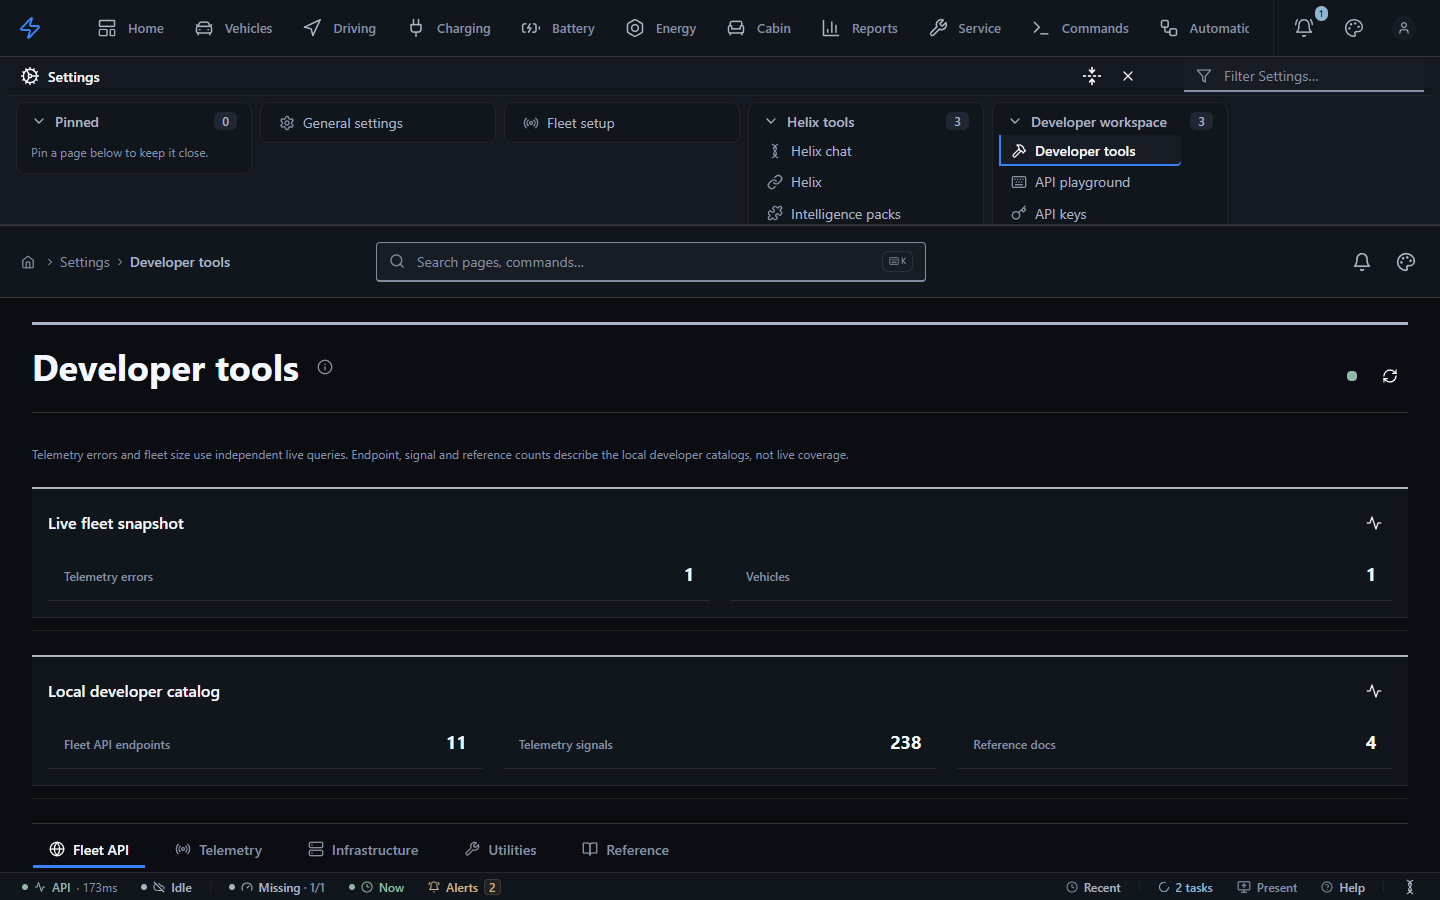 Home Vehicles Driving Charging Battery Energy Cabin Reports Service Commands Automatic 1
Settings Filter Settings...
Pinned 0
Pin a page below to keep it close.
General settings
Fleet setup
Helix tools 3
Helix chat
Helix
Intelligence packs
Developer workspace 3
Developer tools
API playground
API keys
Settings Developer tools Search pages, commands... K
Developer tools
Telemetry errors and fleet size use independent live queries. Endpoint, signal and reference counts describe the local developer catalogs, not live coverage.
Live fleet snapshot
Telemetry errors 1 Vehicles 1
Local developer catalog
Fleet API endpoints 11 Telemetry signals 238 Reference docs 4
Fleet API Telemetry Infrastructure Utilities Reference
API · 173ms Idle Missing · 1/1 Now Alerts 2 Recent 2 tasks Present Help